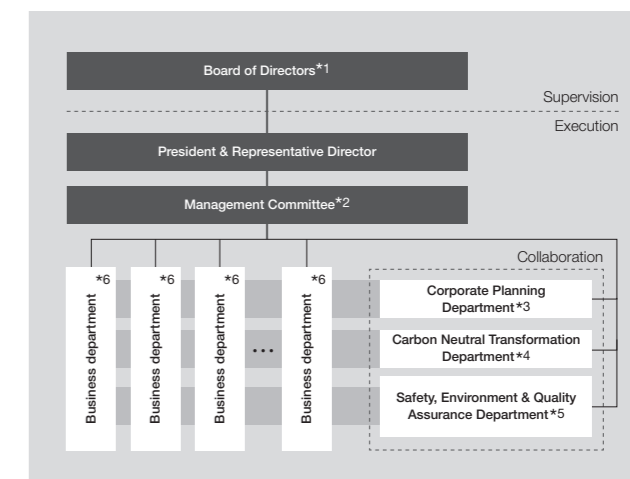 Board of Directors*1
Supervision
Execution
President & Representative Director
Management Committee*2
Collaboration
Business department *6
Business department *6
Business department *6
...
Business department *6
Corporate Planning
Department*3
Carbon Neutral Transformation
Department*4
Safety, Environment & Quality
Assurance Department*5